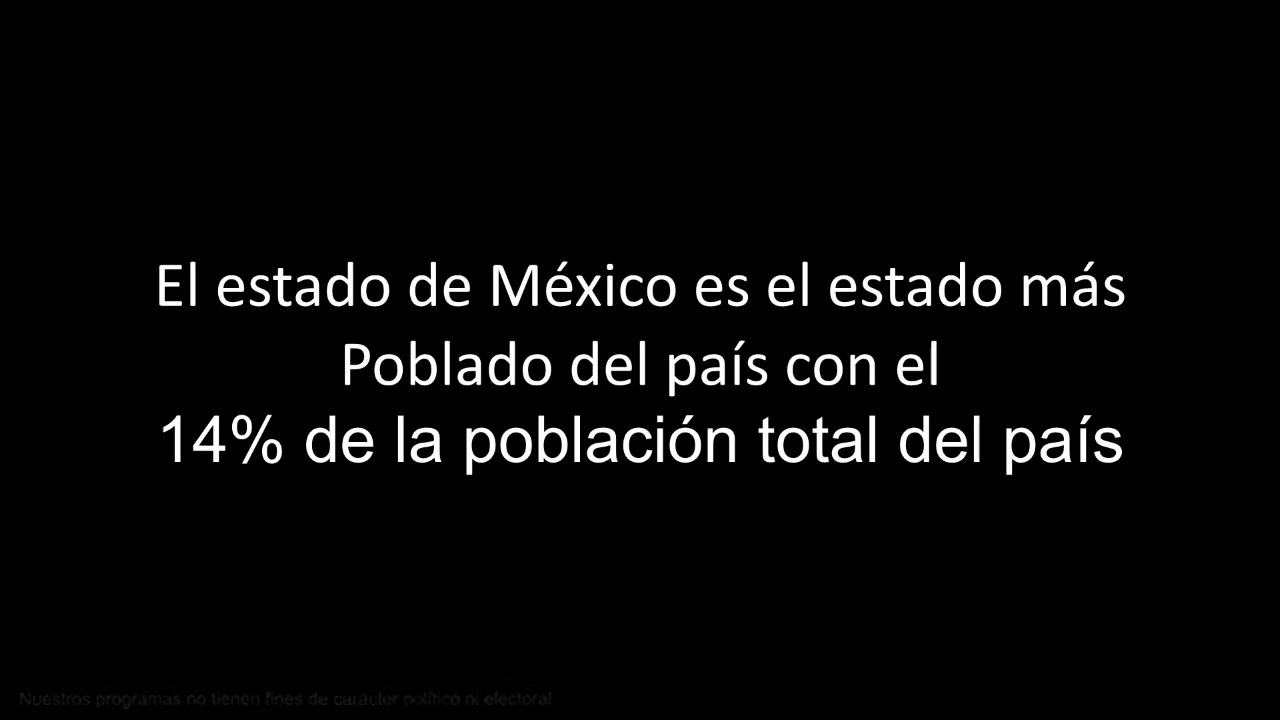 El estado de México es el estado más
Poblado del país con el
14% de la población total del país
Nuestros programas no tienen fines de carácter político ni electoral